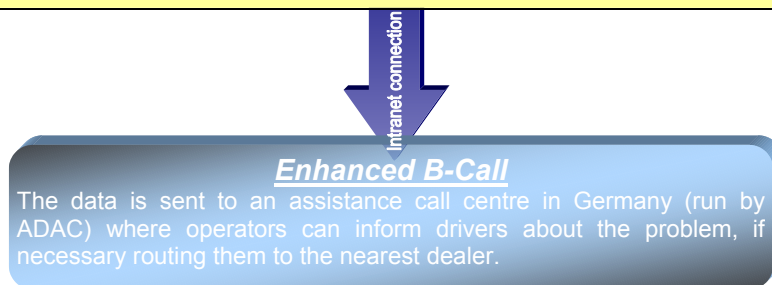 Intranet connection
Enhanced B-Call
The data is sent to an assistance call centre in Germany (run by
ADAC) where operators can inform drivers about the problem, if
necessary routing them to the nearest dealer.